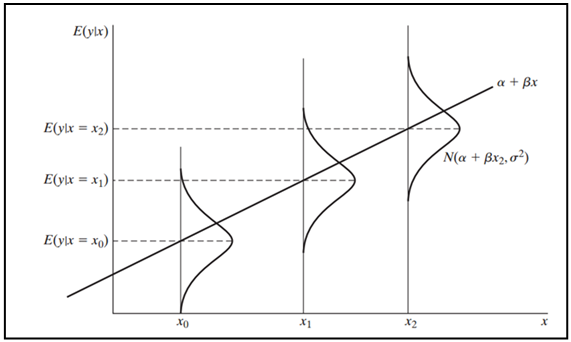 E(y|x)
α + βx
E(y|x = x₂)
N(α + βx₂, σ²)
E(y|x = x₁)
E(y|x = x₀)
x₀
x₁
x₂
x